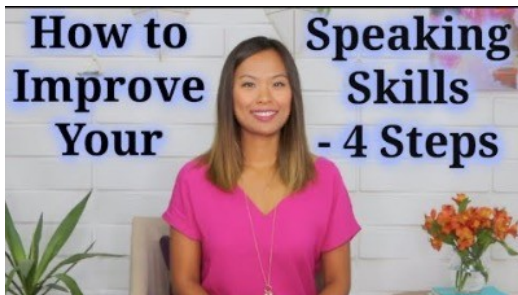 How to
Improve
Your
Speaking
Skills
- 4 Steps